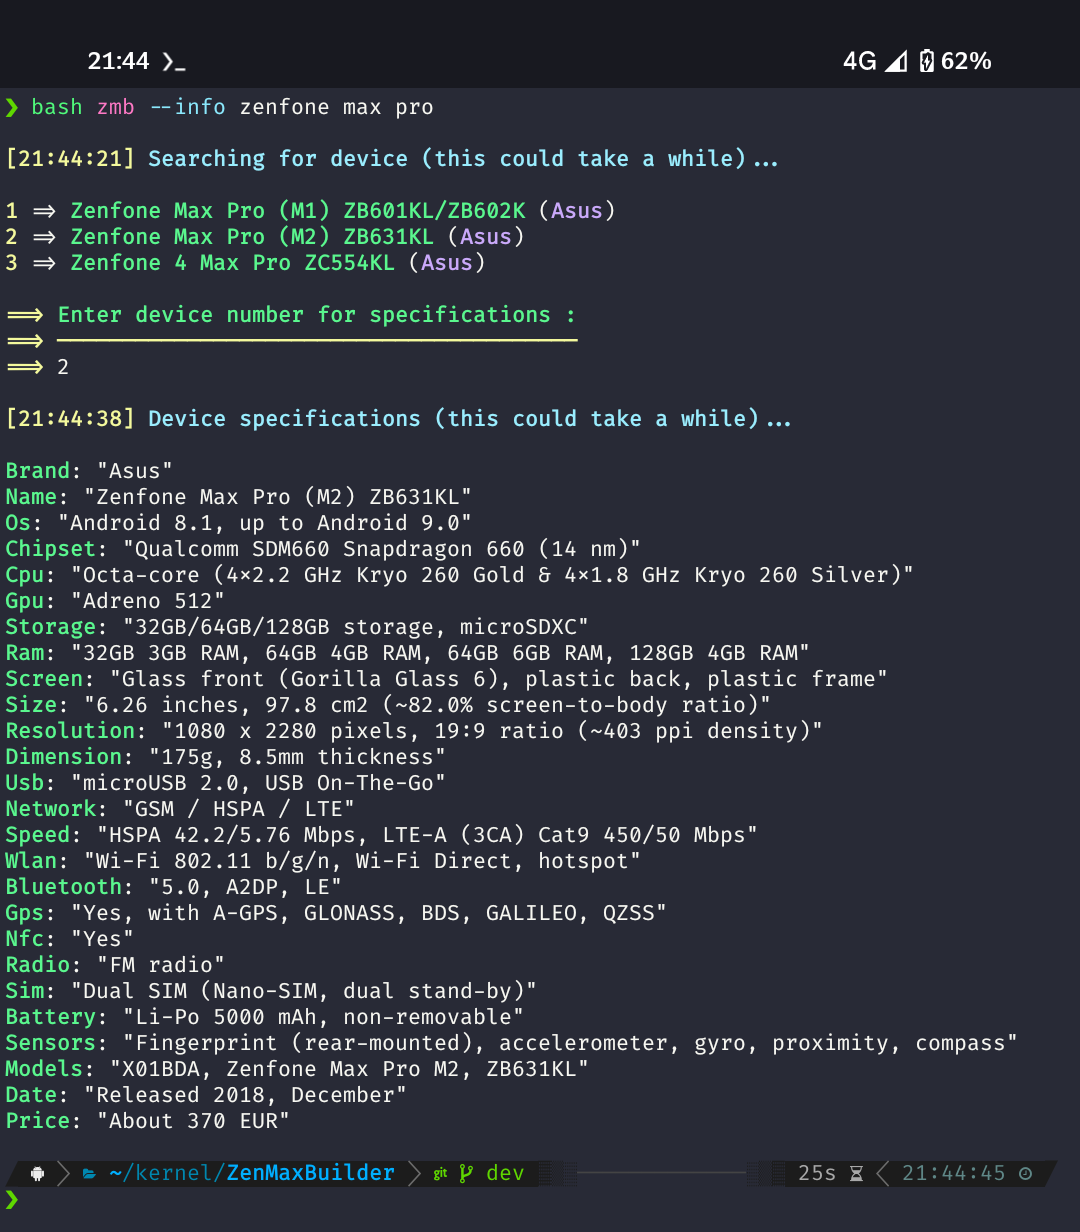 21:44 ❯_ 4G 62%
❯ bash zmb --info zenfone max pro
[21:44:21] Searching for device (this could take a while)...
1 => Zenfone Max Pro (M1) ZB601KL/ZB602K (Asus)
2 => Zenfone Max Pro (M2) ZB631KL (Asus)
3 => Zenfone 4 Max Pro ZC554KL (Asus)
==> Enter device number for specifications :
==> ────────────────────────────────────────
==> 2
[21:44:38] Device specifications (this could take a while)...
Brand: "Asus"
Name: "Zenfone Max Pro (M2) ZB631KL"
Os: "Android 8.1, up to Android 9.0"
Chipset: "Qualcomm SDM660 Snapdragon 660 (14 nm)"
Cpu: "Octa-core (4×2.2 GHz Kryo 260 Gold & 4×1.8 GHz Kryo 260 Silver)"
Gpu: "Adreno 512"
Storage: "32GB/64GB/128GB storage, microSDXC"
Ram: "32GB 3GB RAM, 64GB 4GB RAM, 64GB 6GB RAM, 128GB 4GB RAM"
Screen: "Glass front (Gorilla Glass 6), plastic back, plastic frame"
Size: "6.26 inches, 97.8 cm2 (~82.0% screen-to-body ratio)"
Resolution: "1080 x 2280 pixels, 19:9 ratio (~403 ppi density)"
Dimension: "175g, 8.5mm thickness"
Usb: "microUSB 2.0, USB On-The-Go"
Network: "GSM / HSPA / LTE"
Speed: "HSPA 42.2/5.76 Mbps, LTE-A (3CA) Cat9 450/50 Mbps"
Wlan: "Wi-Fi 802.11 b/g/n, Wi-Fi Direct, hotspot"
Bluetooth: "5.0, A2DP, LE"
Gps: "Yes, with A-GPS, GLONASS, BDS, GALILEO, QZSS"
Nfc: "Yes"
Radio: "FM radio"
Sim: "Dual SIM (Nano-SIM, dual stand-by)"
Battery: "Li-Po 5000 mAh, non-removable"
Sensors: "Fingerprint (rear-mounted), accelerometer, gyro, proximity, compass"
Models: "X01BDA, Zenfone Max Pro M2, ZB631KL"
Date: "Released 2018, December"
Price: "About 370 EUR"
~/kernel/ZenMaxBuilder git dev 25s 21:44:45
❯